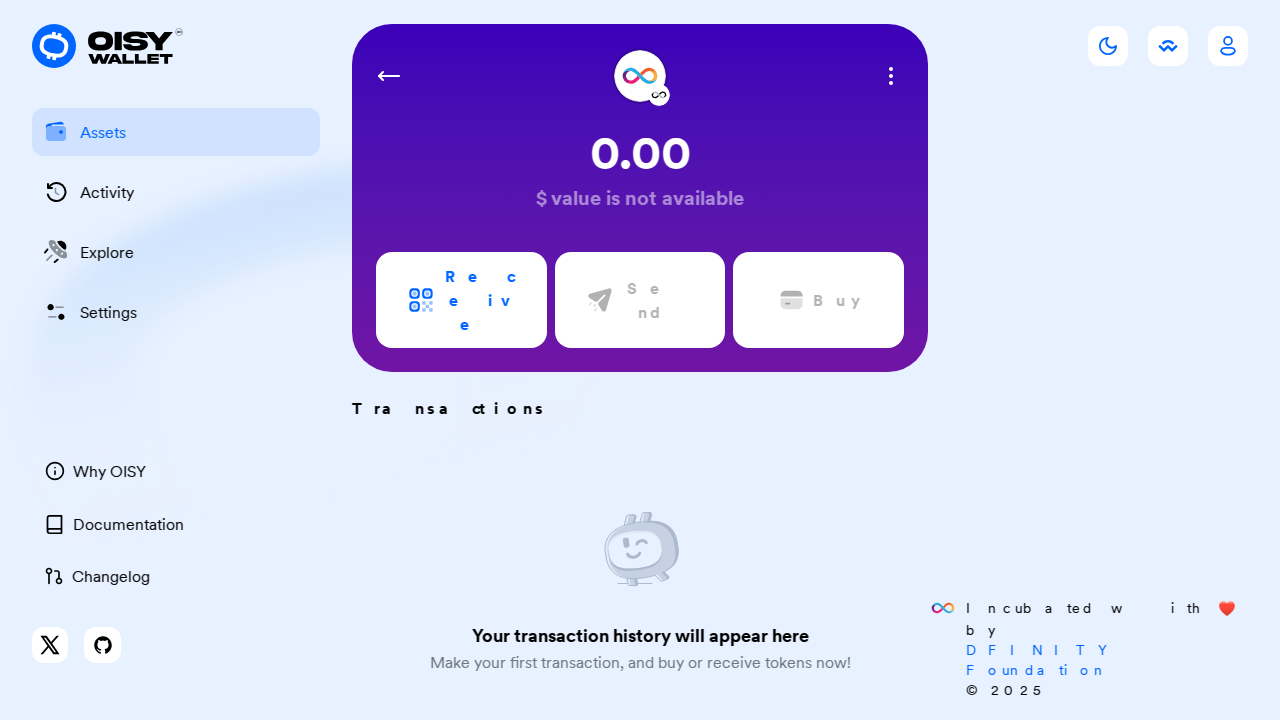 OISY
WALLET
Assets
Activity
Explore
Settings
Why OISY
Documentation
Changelog
0.00
$ value is not available
Receive
Send
Buy
Transactions
Your transaction history will appear here
Make your first transaction, and buy or receive tokens now!
Incubated with ❤️
by
DFINITY
Foundation
© 2025